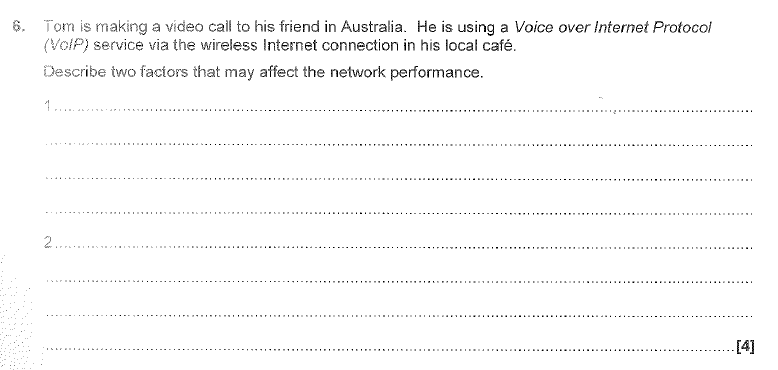 6. Tom is making a video call to his friend in Australia. He is using a Voice over Internet Protocol
(VoIP) service via the wireless Internet connection in his local café.
Describe two factors that may affect the network performance.
1
2
[4]